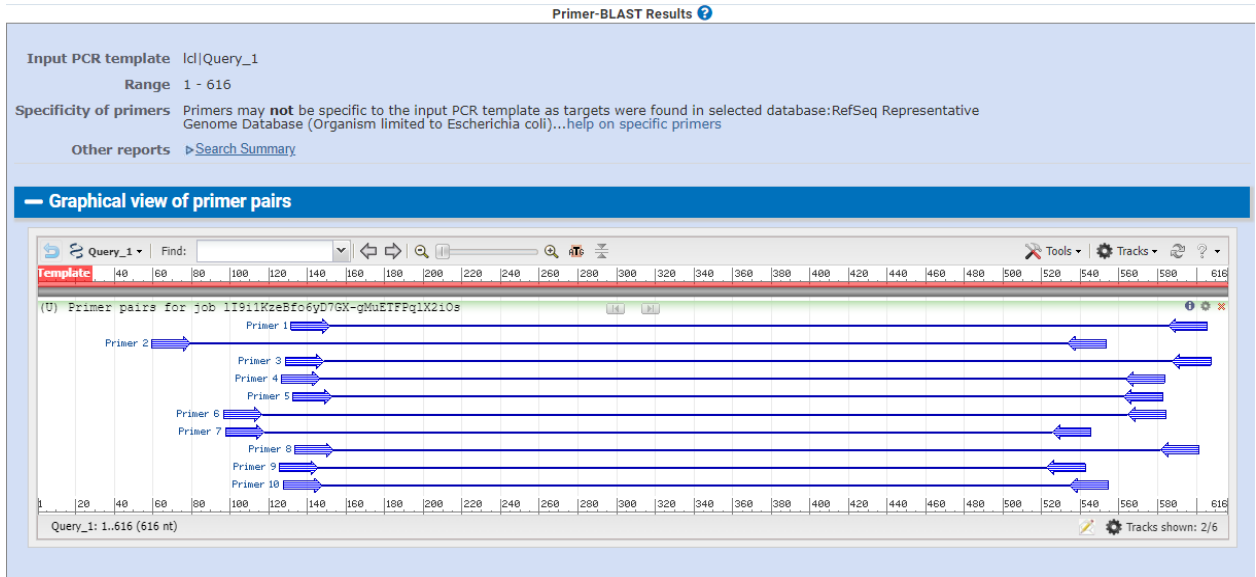 Primer-BLAST Results ?
Input PCR template lcl|Query_1
Range 1 - 616
Specificity of primers Primers may not be specific to the input PCR template as targets were found in selected database:RefSeq Representative
Genome Database (Organism limited to Escherichia coli)...help on specific primers
Other reports Search Summary
Graphical view of primer pairs
Query_1 Find: ATG Tools Tracks ?
Template 40 60 80 100 120 140 160 180 200 220 240 260 280 300 320 340 360 380 400 420 440 460 480 500 520 540 560 580 616
(U) Primer pairs for job
Primer 1
Primer 2
Primer 3
Primer 4
Primer 5
Primer 6
Primer 7
Primer 8
Primer 9
Primer 10
1 20 40 60 80 100 120 140 160 180 200 220 240 260 280 300 320 340 360 380 400 420 440 460 480 500 520 540 560 580 616
Query_1: 1..616 (616 nt) Tracks shown: 2/6